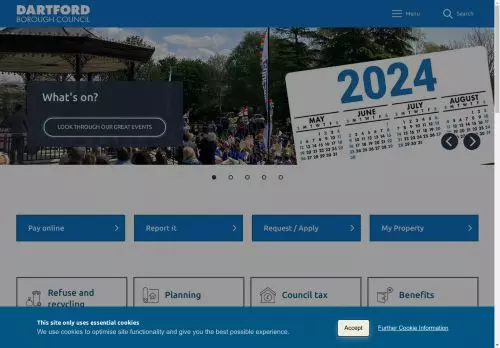 DARTFORD
BOROUGH COUNCIL
Menu
Search
What's on?
LOOK THROUGH OUR GREAT EVENTS
2024
MAY
JUNE
JULY
AUGUST
Pay online
Report it
Request / Apply
My Property
Refuse and
recycling
Planning
Council tax
Benefits
This site only uses essential cookies
We use cookies to optimise site functionality and give you the best possible experience.
Accept
Further Cookie Information